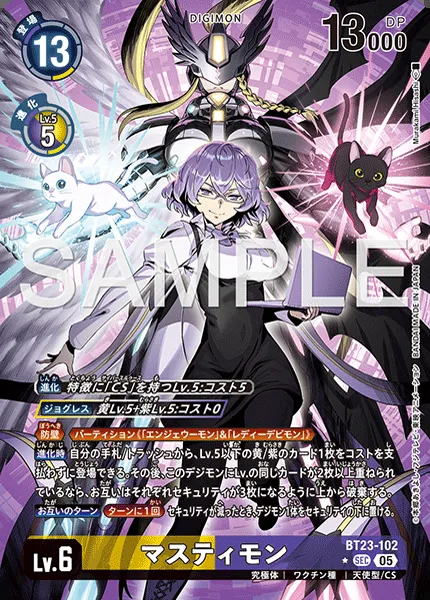 DIGIMON
登場
13
DP
13000
進化
Lv.5
5
Murakami Hisashi
BANDAI MADE IN JAPAN
SAMPLE
進化 特徴に「CS」を持つLv.5:コスト5
ジョグレス 黄Lv.5+紫Lv.5:コスト0
防壁 パーティション(「エンジェウーモン」&「レディーデビモン」)
進化時 自分の手札/トラッシュから、Lv.5以下の黄/紫のカード1枚をコストを支
払わずに登場できる。その後、このデジモンにLv.の同じカードが2枚以上重ねられ
ているなら、お互いはそれぞれセキュリティが3枚になるように上から破棄する。
お互いのターン ターンに1回 セキュリティが減ったとき、デジモン1体をセキュリティの下に置ける。
Lv.6
マスティモン
BT23-102
SEC 05
究極体 | ワクチン種 | 天使型/CS